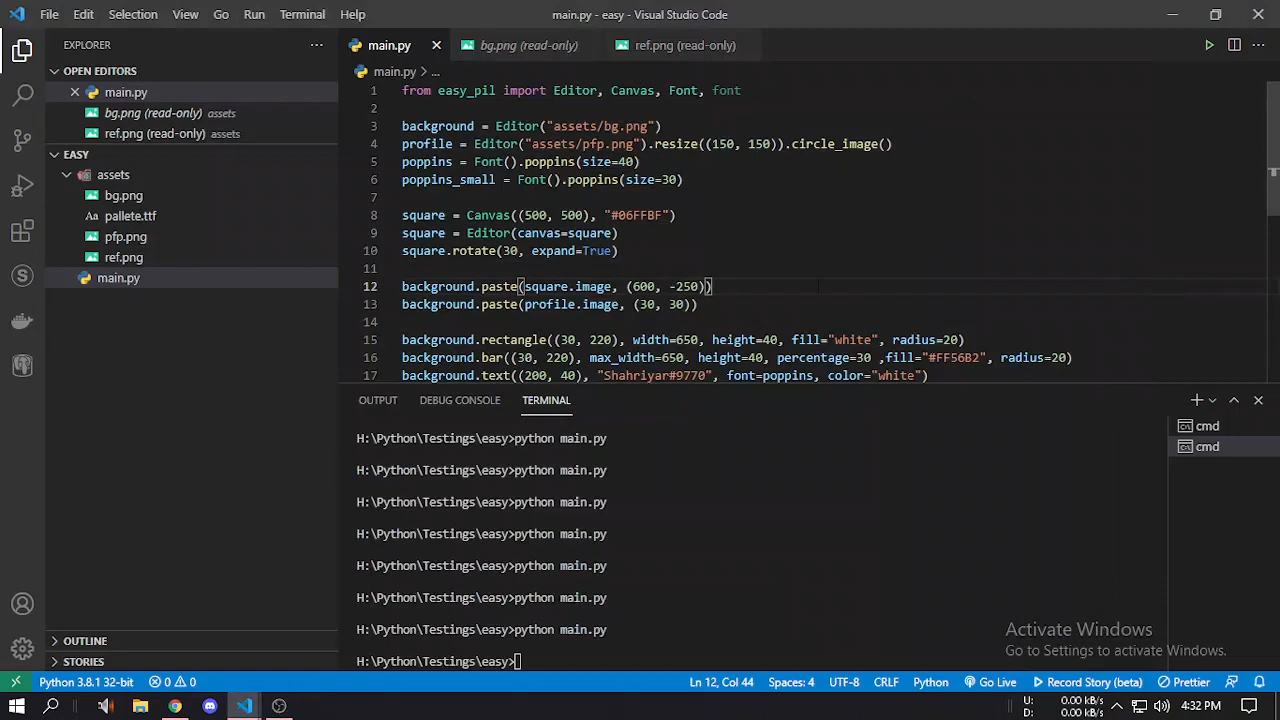 File Edit Selection View Go Run Terminal Help
main.py - easy - Visual Studio Code
EXPLORER
OPEN EDITORS
main.py
bg.png (read-only) assets
ref.png (read-only) assets
EASY
assets
bg.png
Aa pallete.ttf
pfp.png
ref.png
main.py
OUTLINE
STORIES
main.py
bg.png (read-only)
ref.png (read-only)
main.py > ...
1 from easy_pil import Editor, Canvas, Font, font
2
3 background = Editor("assets/bg.png")
4 profile = Editor("assets/pfp.png").resize((150, 150)).circle_image()
5 poppins = Font().poppins(size=40)
6 poppins_small = Font().poppins(size=30)
7
8 square = Canvas((500, 500), "#06FFBF")
9 square = Editor(canvas=square)
10 square.rotate(30, expand=True)
11
12 background.paste(square.image, (600, -250))
13 background.paste(profile.image, (30, 30))
14
15 background.rectangle((30, 220), width=650, height=40, fill="white", radius=20)
16 background.bar((30, 220), max_width=650, height=40, percentage=30 ,fill="#FF56B2", radius=20)
17 background.text((200, 40), "Shahriyar#9770", font=poppins, color="white")
OUTPUT DEBUG CONSOLE TERMINAL
cmd
cmd
H:\Python\Testings\easy>python main.py
H:\Python\Testings\easy>python main.py
H:\Python\Testings\easy>python main.py
H:\Python\Testings\easy>python main.py
H:\Python\Testings\easy>python main.py
H:\Python\Testings\easy>python main.py
H:\Python\Testings\easy>python main.py
H:\Python\Testings\easy>
Activate Windows
Go to Settings to activate Windows.
Python 3.8.1 32-bit 0 0 Ln 12, Col 44 Spaces: 4 UTF-8 CRLF Python Go Live Record Story (beta) Prettier
U: 0.00 kB/s
D: 0.00 kB/s
4:32 PM